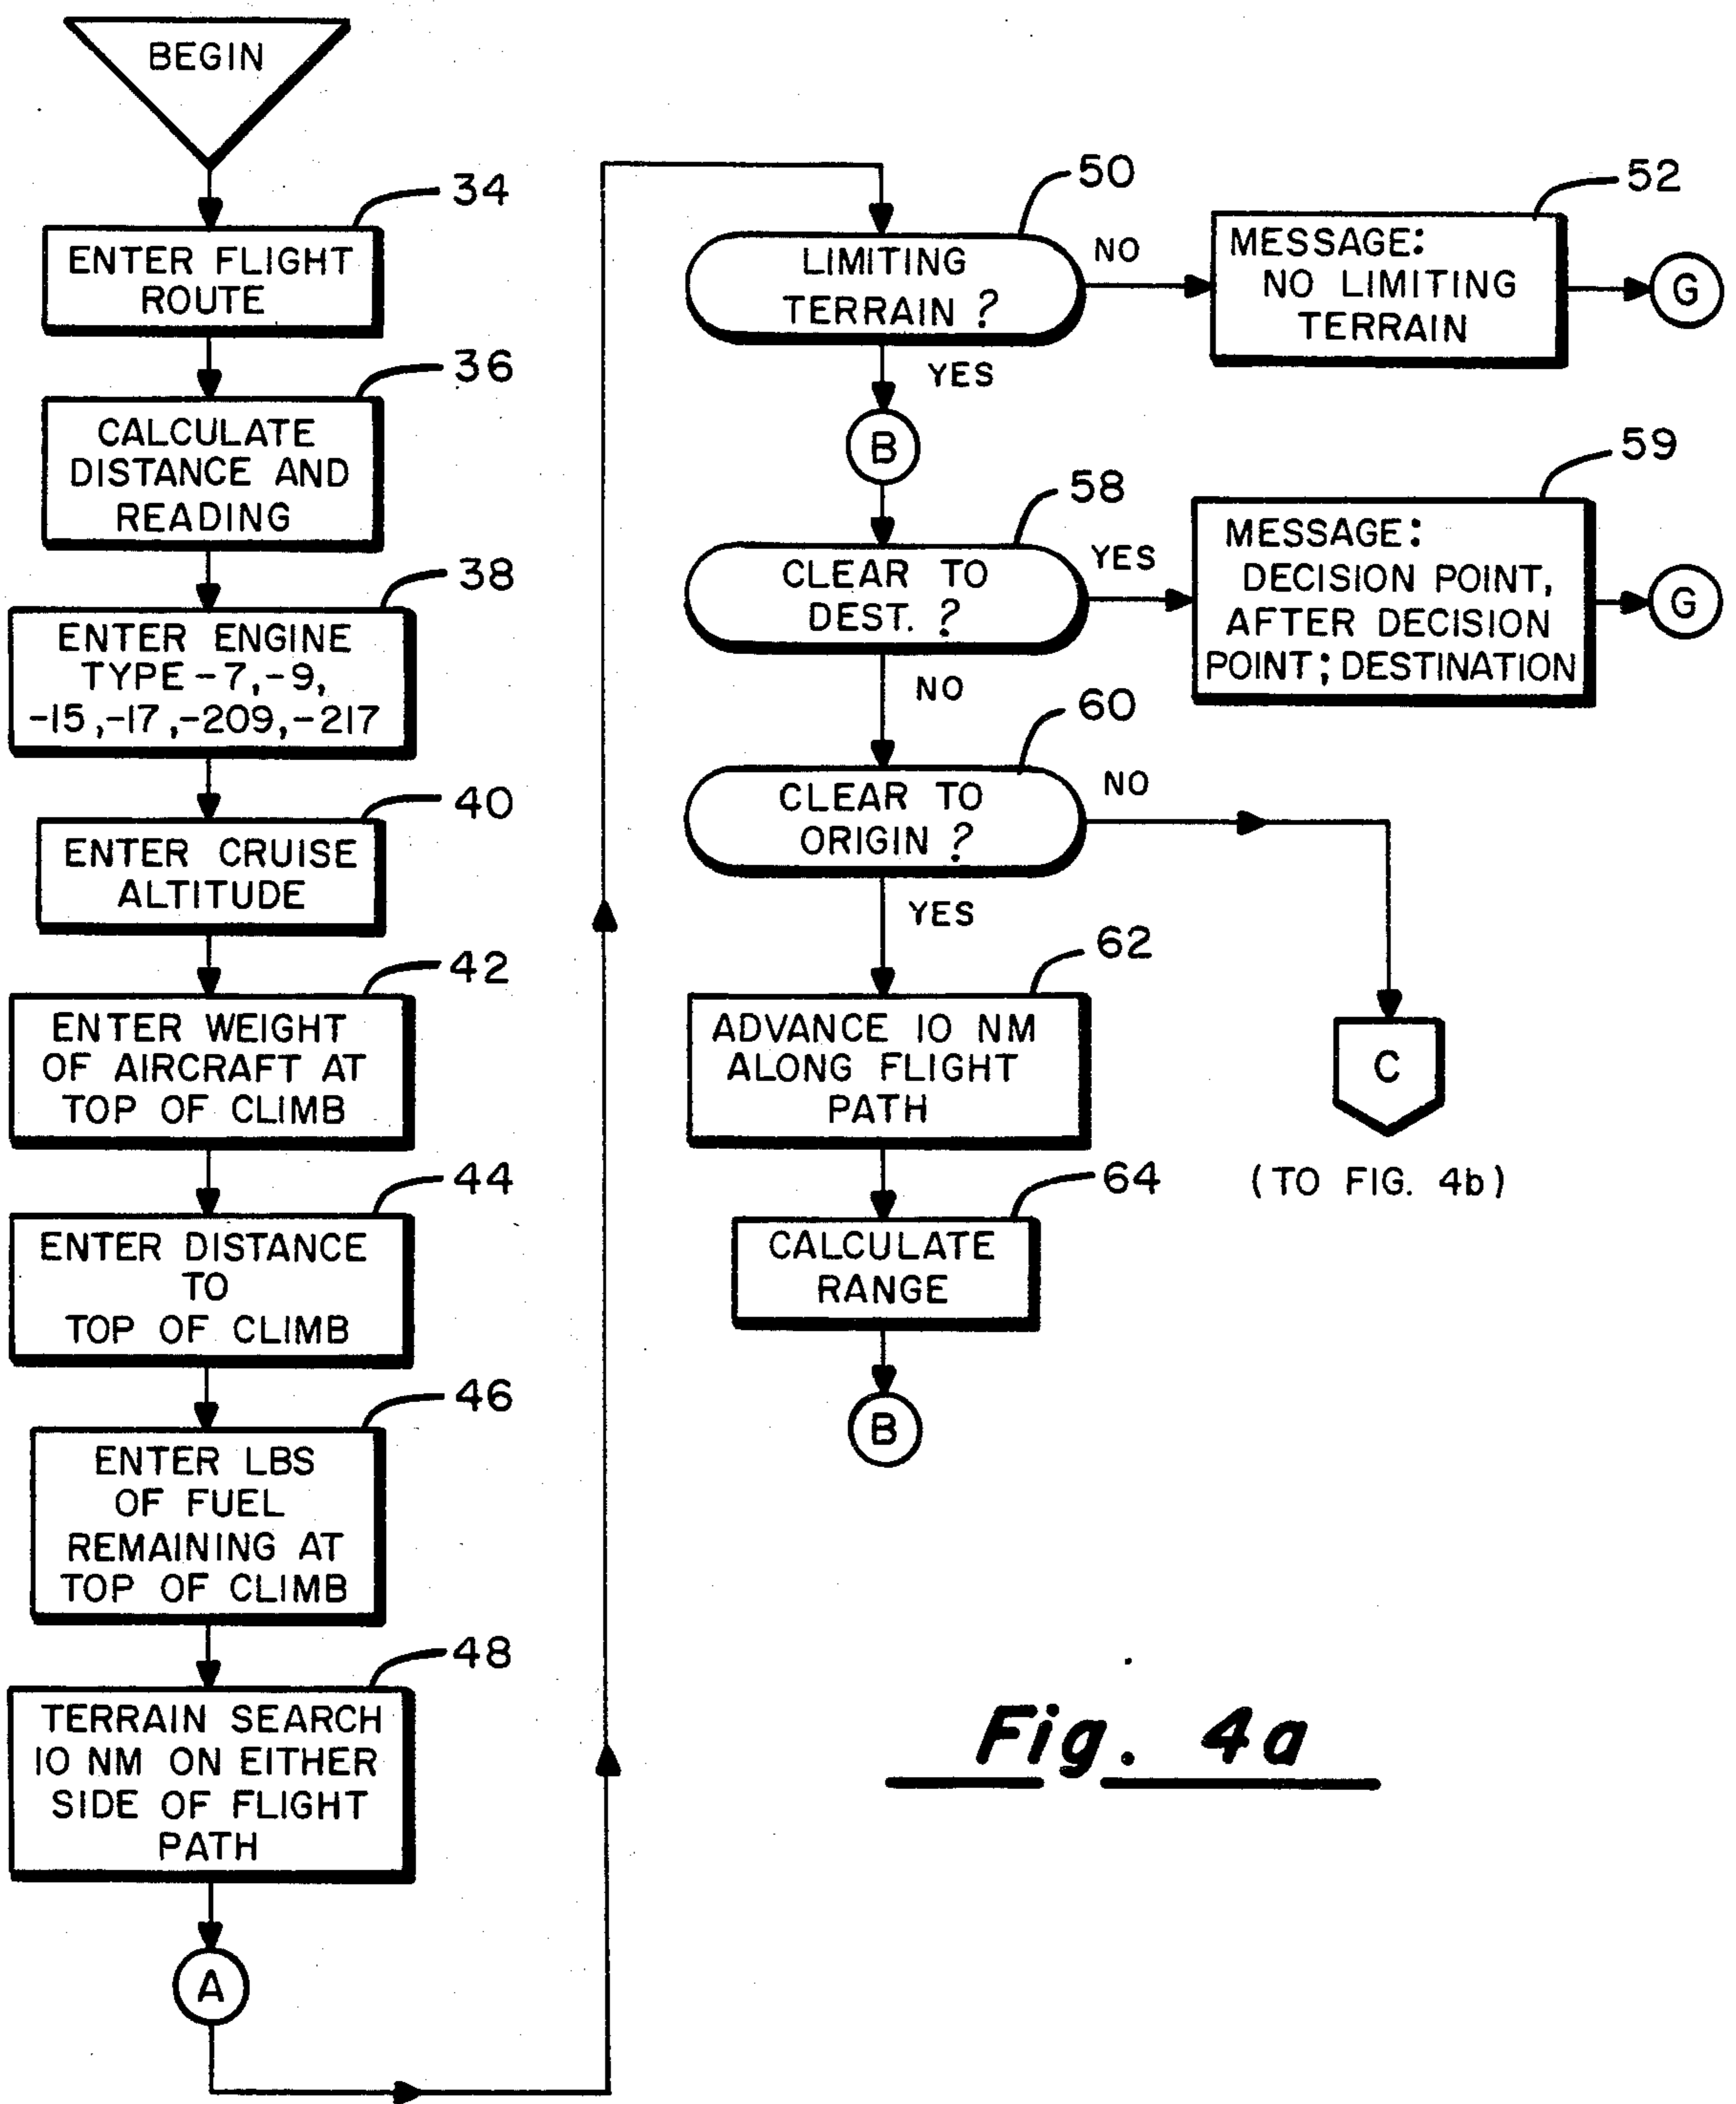 BEGIN
34
ENTER FLIGHT
ROUTE
36
CALCULATE
DISTANCE AND
READING
38
ENTER ENGINE
TYPE -7,-9,
-15,-17,-209,-217
40
ENTER CRUISE
ALTITUDE
42
ENTER WEIGHT
OF AIRCRAFT AT
TOP OF CLIMB
44
ENTER DISTANCE
TO
TOP OF CLIMB
46
ENTER LBS
OF FUEL
REMAINING AT
TOP OF CLIMB
48
TERRAIN SEARCH
10 NM ON EITHER
SIDE OF FLIGHT
PATH
A
50
LIMITING
TERRAIN ?
NO
52
MESSAGE:
NO LIMITING
TERRAIN
G
YES
B
58
CLEAR TO
DEST. ?
YES
59
MESSAGE:
DECISION POINT,
AFTER DECISION
POINT; DESTINATION
G
NO
60
CLEAR TO
ORIGIN ?
NO
C
(TO FIG. 4b)
YES
62
ADVANCE 10 NM
ALONG FLIGHT
PATH
64
CALCULATE
RANGE
B
Fig. 4a